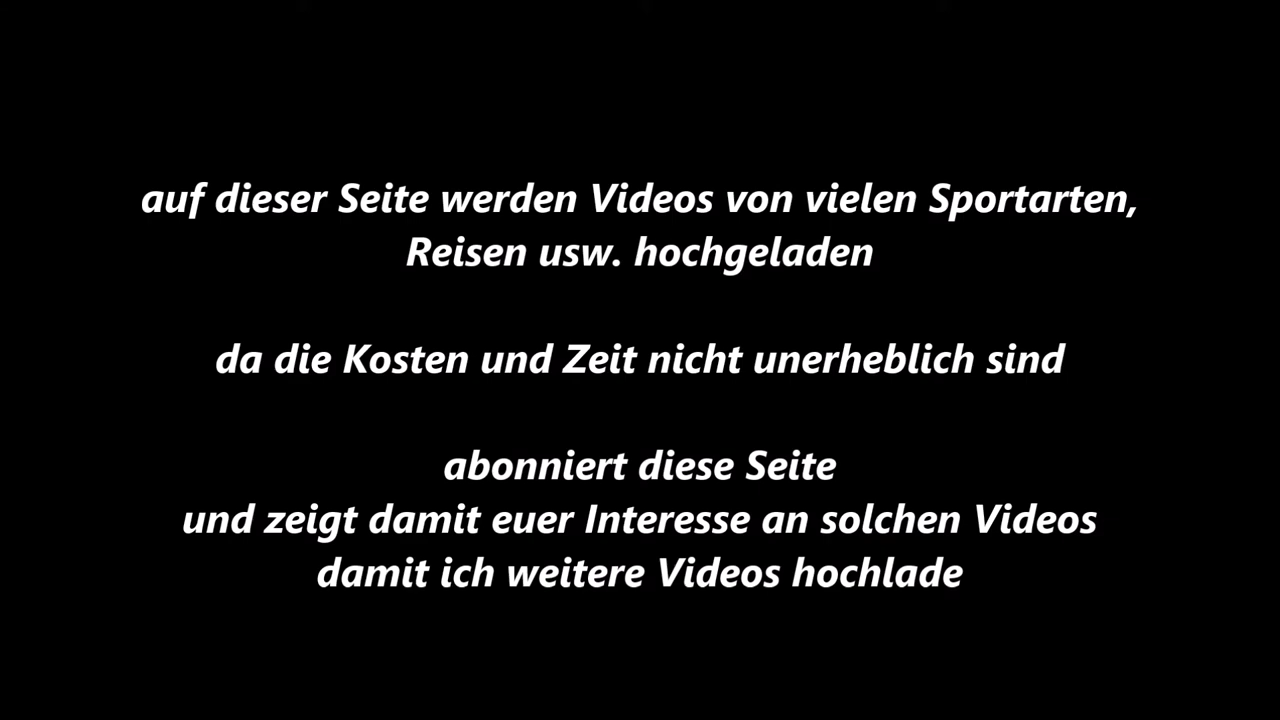 auf dieser Seite werden Videos von vielen Sportarten,
Reisen usw. hochgeladen
da die Kosten und Zeit nicht unerheblich sind
abonniert diese Seite
und zeigt damit euer Interesse an solchen Videos
damit ich weitere Videos hochlade